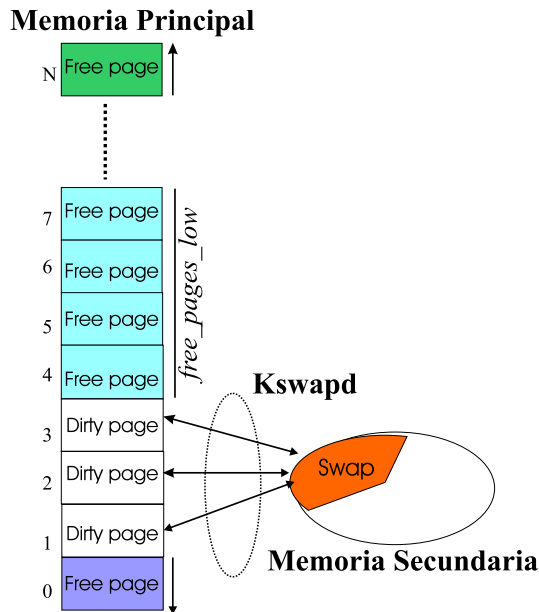 Memoria Principal
N
Free page
7
Free page
6
Free page
5
Free page
4
Free page
free_pages_low
Kswapd
3
Dirty page
2
Dirty page
1
Dirty page
0
Free page
Swap
Memoria Secundaria